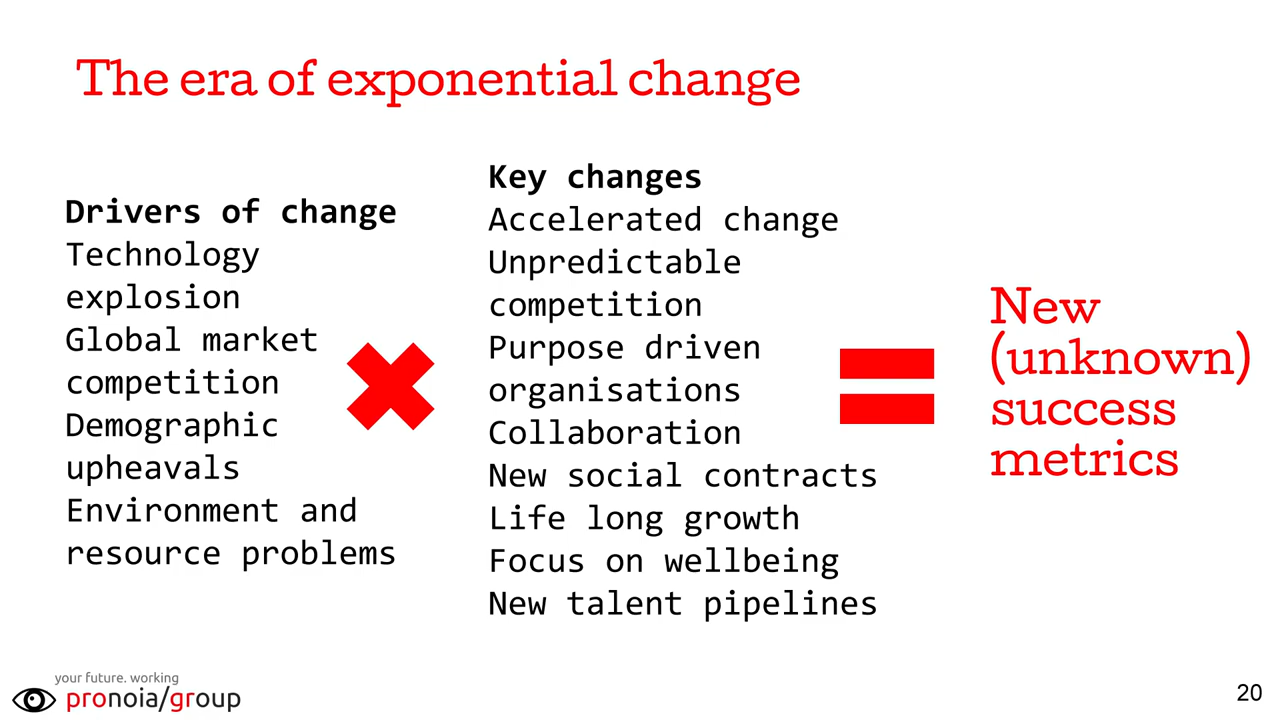 The era of exponential change
Drivers of change
Technology
explosion
Global market
competition
Demographic
upheavals
Environment and
resource problems
Key changes
Accelerated change
Unpredictable
competition
Purpose driven
organisations
Collaboration
New social contracts
Life long growth
Focus on wellbeing
New talent pipelines
New
(unknown)
success
metrics
your future. working
pronoia/group
20